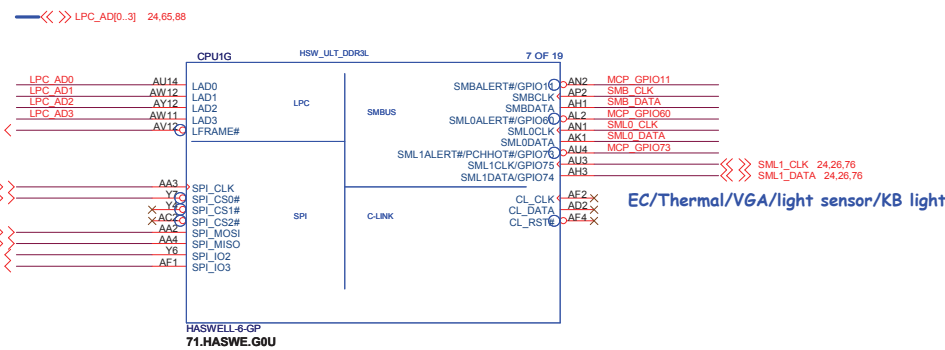 LPC_AD[0..3] 24,65,88
CPU1G HSW_ULT_DDR3L 7 OF 19
LPC_AD0 AU14 LAD0
LPC_AD1 AW12 LAD1
LPC_AD2 AY12 LAD2
LPC_AD3 AW11 LAD3
AV12 LFRAME#
LPC
SMBUS
SMBALERT#/GPIO11 AN2 MCP_GPIO11
SMBCLK AP2 SMB_CLK
SMBDATA AH1 SMB_DATA
SML0ALERT#/GPIO60 AL2 MCP_GPIO60
SML0CLK AN1 SML0_CLK
SML0DATA AK1 SML0_DATA
SML1ALERT#/PCHHOT#/GPIO73 AU4 MCP_GPIO73
SML1CLK/GPIO75 AU3 SML1_CLK 24,26,76
SML1DATA/GPIO74 AH3 SML1_DATA 24,26,76
EC/Thermal/VGA/light sensor/KB light
AA3 SPI_CLK
Y7 SPI_CS0#
Y4 SPI_CS1#
AC2 SPI_CS2#
AA2 SPI_MOSI
AA4 SPI_MISO
Y6 SPI_IO2
AF1 SPI_IO3
SPI
C-LINK
CL_CLK AF2
CL_DATA AD2
CL_RST# AF4
HASWELL-6-GP
71.HASWE.G0U